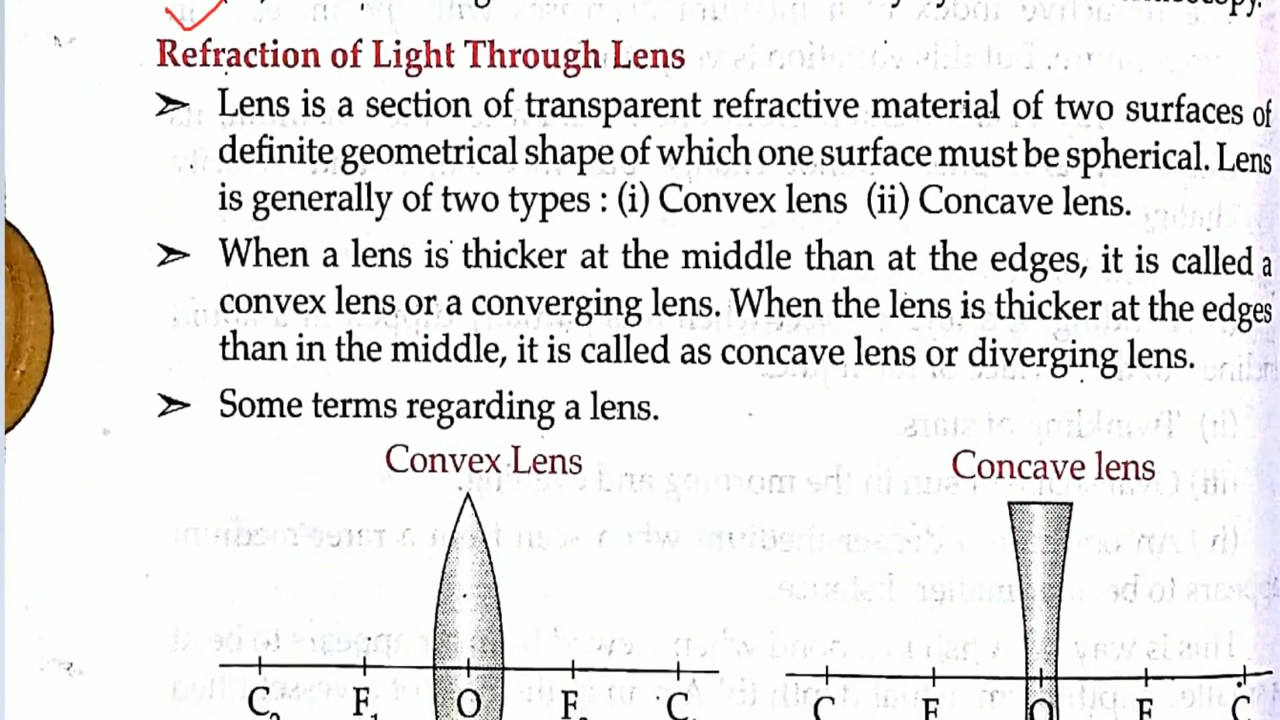 Refraction of Light Through Lens
➢ Lens is a section of transparent refractive material of two surfaces of
definite geometrical shape of which one surface must be spherical. Lens
is generally of two types : (i) Convex lens (ii) Concave lens.
➢ When a lens is thicker at the middle than at the edges, it is called a
convex lens or a converging lens. When the lens is thicker at the edges
than in the middle, it is called as concave lens or diverging lens.
➢ Some terms regarding a lens.
Convex Lens Concave lens
C₂ F₁ O F C C F O F C